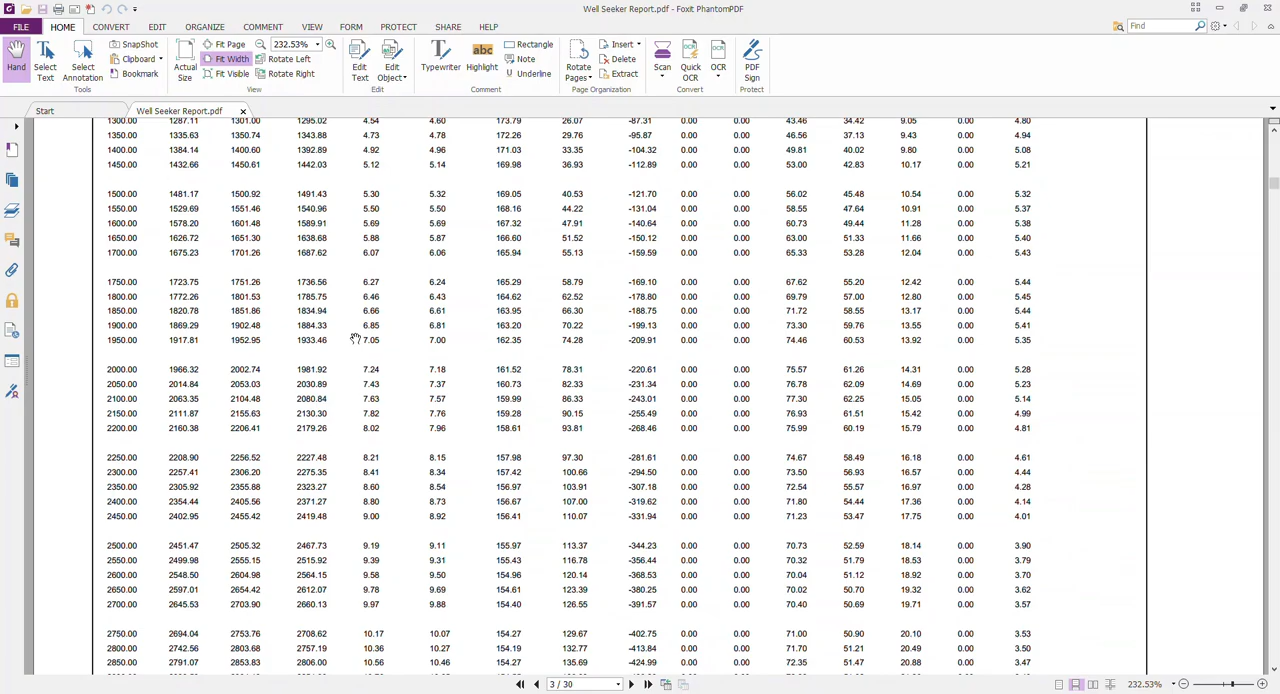 Well Seeker Report.pdf - Foxit PhantomPDF
FILE HOME CONVERT EDIT ORGANIZE COMMENT VIEW FORM PROTECT SHARE HELP
Find
Hand
Select Text
Select Annotation
SnapShot
Clipboard
Bookmark
Tools
Actual Size
Fit Page
Fit Width
Fit Visible
232.53%
Rotate Left
Rotate Right
View
Edit Text
Edit Object
Edit
Typewriter
Highlight
Rectangle
Note
Underline
Comment
Rotate Pages
Insert
Delete
Extract
Page Organization
Scan
Quick OCR
OCR
Convert
PDF Sign
Protect
Start
Well Seeker Report.pdf
1300.00 1287.11 1301.00 1295.02 4.54 4.60 173.79 26.07 -87.31 0.00 0.00 43.46 34.42 9.05 0.00 4.80
1350.00 1335.63 1350.74 1343.88 4.73 4.78 172.26 29.76 -95.87 0.00 0.00 46.56 37.13 9.43 0.00 4.94
1400.00 1384.14 1400.60 1392.89 4.92 4.96 171.03 33.35 -104.32 0.00 0.00 49.81 40.02 9.80 0.00 5.08
1450.00 1432.66 1450.61 1442.03 5.12 5.14 169.98 36.93 -112.89 0.00 0.00 53.00 42.83 10.17 0.00 5.21
1500.00 1481.17 1500.92 1491.43 5.30 5.32 169.05 40.53 -121.70 0.00 0.00 56.02 45.48 10.54 0.00 5.32
1550.00 1529.69 1551.46 1540.96 5.50 5.50 168.16 44.22 -131.04 0.00 0.00 58.55 47.64 10.91 0.00 5.37
1600.00 1578.20 1601.48 1589.91 5.69 5.69 167.32 47.91 -140.64 0.00 0.00 60.73 49.44 11.28 0.00 5.38
1650.00 1626.72 1651.30 1638.68 5.88 5.87 166.60 51.52 -150.12 0.00 0.00 63.00 51.33 11.66 0.00 5.40
1700.00 1675.23 1701.26 1687.62 6.07 6.06 165.94 55.13 -159.59 0.00 0.00 65.33 53.28 12.04 0.00 5.43
1750.00 1723.75 1751.26 1736.56 6.27 6.24 165.29 58.79 -169.10 0.00 0.00 67.62 55.20 12.42 0.00 5.44
1800.00 1772.26 1801.53 1785.75 6.46 6.43 164.62 62.52 -178.80 0.00 0.00 69.79 57.00 12.80 0.00 5.45
1850.00 1820.78 1851.86 1834.94 6.66 6.61 163.95 66.30 -188.75 0.00 0.00 71.72 58.55 13.17 0.00 5.44
1900.00 1869.29 1902.48 1884.33 6.85 6.81 163.20 70.22 -199.13 0.00 0.00 73.30 59.76 13.55 0.00 5.41
1950.00 1917.81 1952.95 1933.46 7.05 7.00 162.35 74.28 -209.91 0.00 0.00 74.46 60.53 13.92 0.00 5.35
2000.00 1966.32 2002.74 1981.92 7.24 7.18 161.52 78.31 -220.61 0.00 0.00 75.57 61.26 14.31 0.00 5.28
2050.00 2014.84 2053.03 2030.89 7.43 7.37 160.73 82.33 -231.34 0.00 0.00 76.78 62.09 14.69 0.00 5.23
2100.00 2063.35 2104.48 2080.84 7.63 7.57 159.99 86.33 -243.01 0.00 0.00 77.30 62.25 15.05 0.00 5.14
2150.00 2111.87 2155.63 2130.30 7.82 7.76 159.28 90.15 -255.49 0.00 0.00 76.93 61.51 15.42 0.00 4.99
2200.00 2160.38 2206.41 2179.26 8.02 7.96 158.61 93.81 -268.46 0.00 0.00 75.99 60.19 15.79 0.00 4.81
2250.00 2208.90 2256.52 2227.48 8.21 8.15 157.98 97.30 -281.61 0.00 0.00 74.67 58.49 16.18 0.00 4.61
2300.00 2257.41 2306.20 2275.35 8.41 8.34 157.42 100.66 -294.50 0.00 0.00 73.50 56.93 16.57 0.00 4.44
2350.00 2305.92 2355.88 2323.27 8.60 8.54 156.97 103.91 -307.18 0.00 0.00 72.54 55.57 16.97 0.00 4.28
2400.00 2354.44 2405.56 2371.27 8.80 8.73 156.67 107.00 -319.62 0.00 0.00 71.80 54.44 17.36 0.00 4.14
2450.00 2402.95 2455.42 2419.48 9.00 8.92 156.41 110.07 -331.94 0.00 0.00 71.23 53.47 17.75 0.00 4.01
2500.00 2451.47 2505.32 2467.73 9.19 9.11 155.97 113.37 -344.23 0.00 0.00 70.73 52.59 18.14 0.00 3.90
2550.00 2499.98 2555.15 2515.92 9.39 9.31 155.43 116.78 -356.44 0.00 0.00 70.32 51.79 18.53 0.00 3.79
2600.00 2548.50 2604.98 2564.15 9.58 9.50 154.96 120.14 -368.53 0.00 0.00 70.04 51.12 18.92 0.00 3.70
2650.00 2597.01 2654.42 2612.07 9.78 9.69 154.61 123.39 -380.25 0.00 0.00 70.02 50.70 19.32 0.00 3.62
2700.00 2645.53 2703.90 2660.13 9.97 9.88 154.40 126.55 -391.57 0.00 0.00 70.40 50.69 19.71 0.00 3.57
2750.00 2694.04 2753.76 2708.62 10.17 10.07 154.27 129.67 -402.75 0.00 0.00 71.00 50.90 20.10 0.00 3.53
2800.00 2742.56 2803.68 2757.19 10.36 10.27 154.19 132.77 -413.84 0.00 0.00 71.70 51.21 20.49 0.00 3.50
2850.00 2791.07 2853.83 2806.00 10.56 10.46 154.27 135.69 -424.99 0.00 0.00 72.35 51.47 20.88 0.00 3.47
3 / 30
232.53%